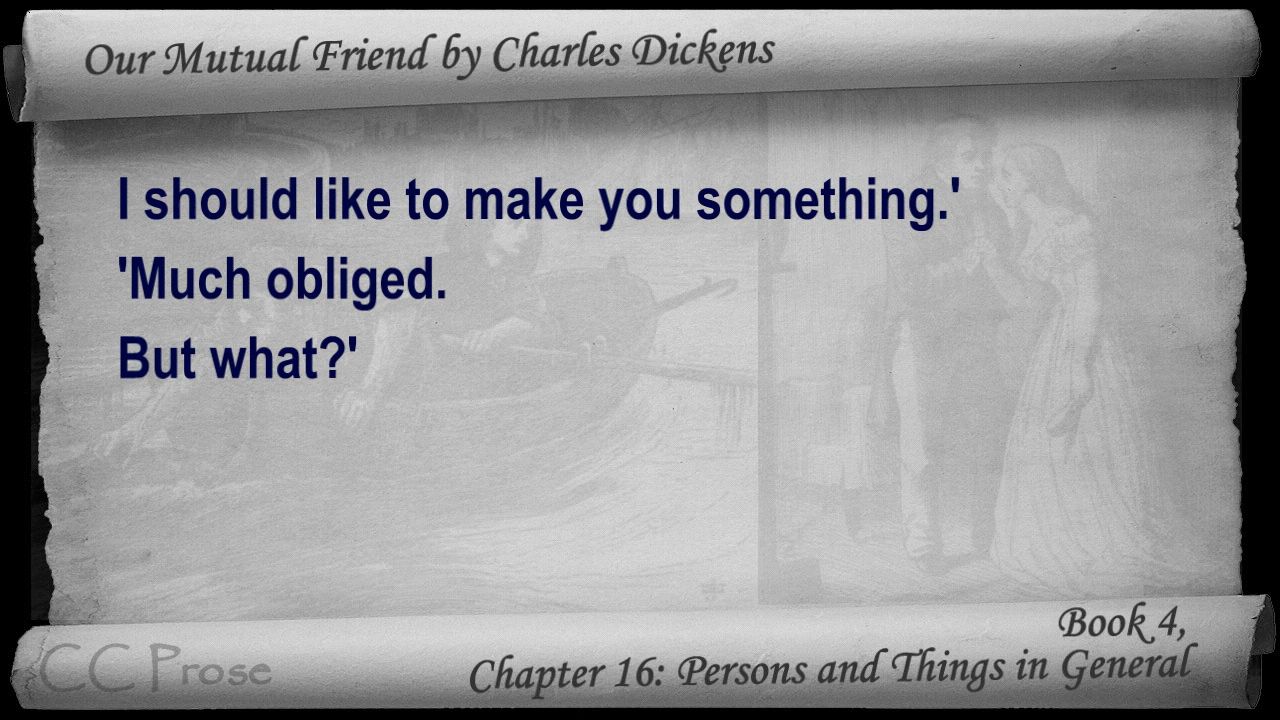 Our Mutual Friend by Charles Dickens
I should like to make you something.'
'Much obliged.
But what?'
Book 4,
Chapter 16: Persons and Things in General
CC Prose